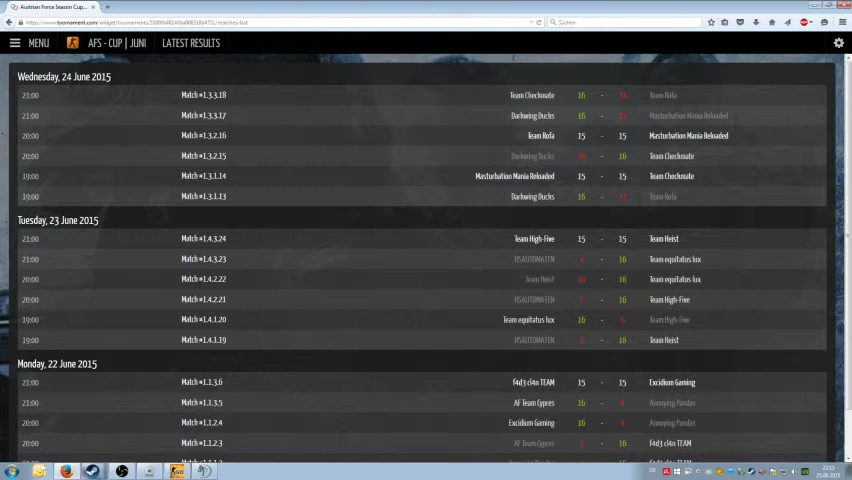 Austrian Force Season Cup...
Suchen
MENU AFS - CUP | JUNI LATEST RESULTS
Wednesday, 24 June 2015
21:00 Match #1.3.3.18 Team Checkmate 16 - Team Rofa
21:00 Match #1.3.3.17 Darkwing Ducks 16 - Masturbation Mania Reloaded
20:00 Match #1.3.2.16 Team Rofa 15 - 15 Masturbation Mania Reloaded
20:00 Match #1.3.2.15 Darkwing Ducks - 16 Team Checkmate
19:00 Match #1.3.1.14 Masturbation Mania Reloaded 15 - 15 Team Checkmate
19:00 Match #1.3.1.13 Darkwing Ducks 16 - Team Rofa
Tuesday, 23 June 2015
21:00 Match #1.4.3.24 Team High-Five 15 - 15 Team Heist
21:00 Match #1.4.3.23 HSAUTOMATEN - 16 Team equitatus lux
20:00 Match #1.4.2.22 Team Heist - 16 Team equitatus lux
20:00 Match #1.4.2.21 HSAUTOMATEN - 16 Team High-Five
19:00 Match #1.4.1.20 Team equitatus lux 16 - Team High-Five
19:00 Match #1.4.1.19 HSAUTOMATEN - 16 Team Heist
Monday, 22 June 2015
21:00 Match #1.1.3.6 f4d3 cl4n TEAM 15 - 15 Excidium Gaming
21:00 Match #1.1.3.5 AF Team Cypres 16 - Annoying Pandas
20:00 Match #1.1.2.4 Excidium Gaming 16 - Annoying Pandas
20:00 Match #1.1.2.3 AF Team Cypres - 16 f4d3 cl4n TEAM
DE 22:15
25.06.2015